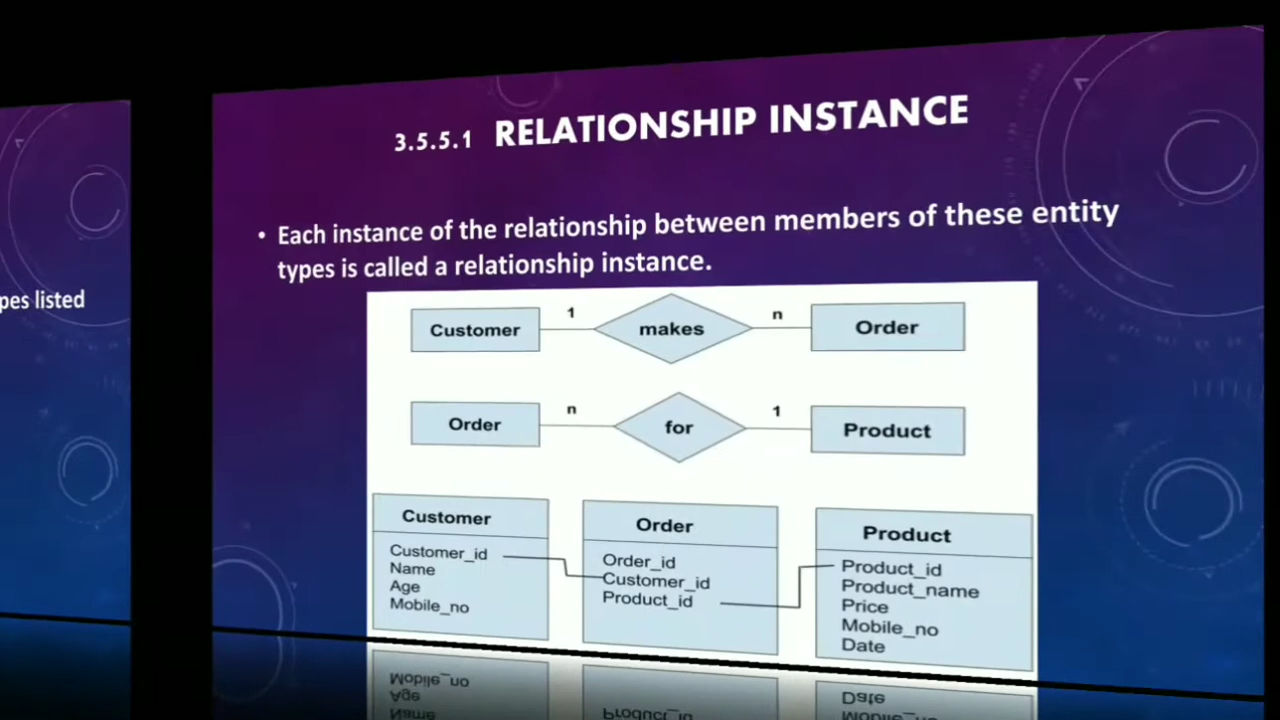 pes listed
3.5.5.1 RELATIONSHIP INSTANCE
• Each instance of the relationship between members of these entity
types is called a relationship instance.
Customer 1 makes n Order
Order n for 1 Product
Customer
Customer_id
Name
Age
Mobile_no
Order
Order_id
Customer_id
Product_id
Product
Product_id
Product_name
Price
Mobile_no
Date